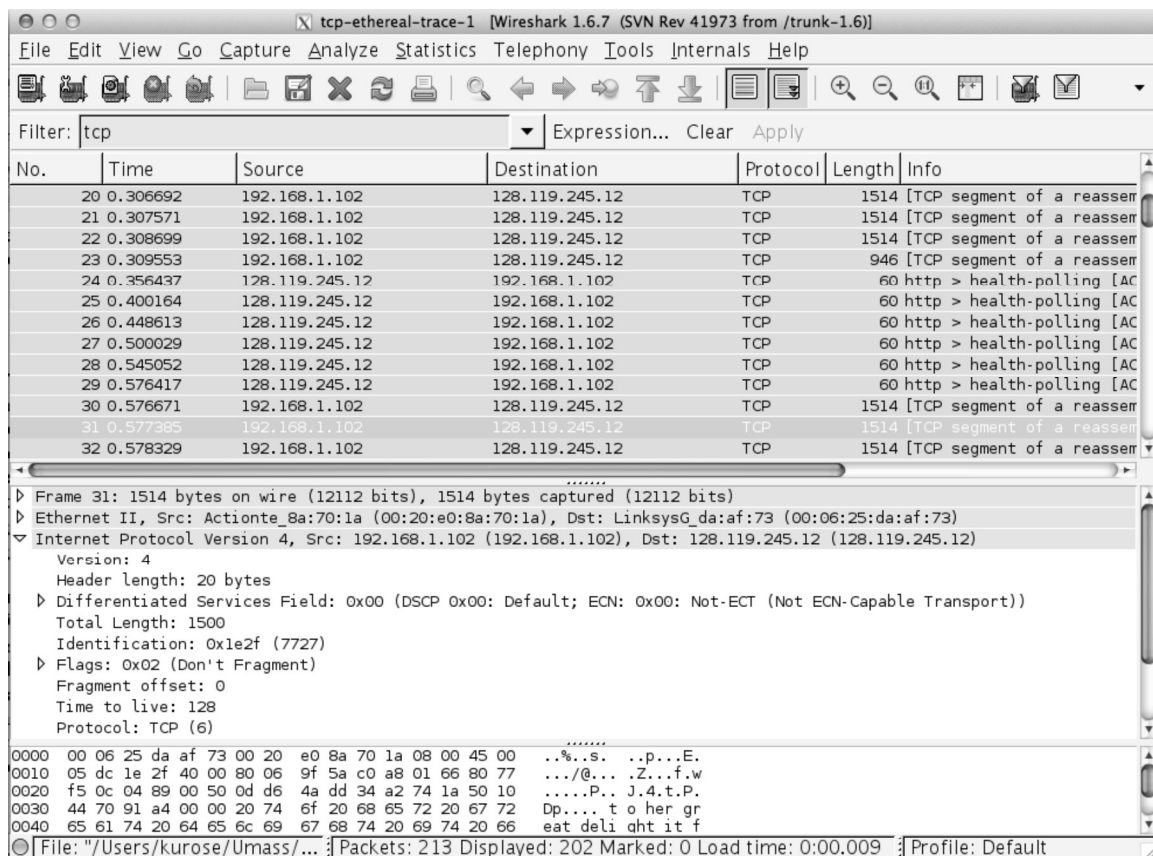 tcp-ethereal-trace-1 [Wireshark 1.6.7 (SVN Rev 41973 from /trunk-1.6)]
File Edit View Go Capture Analyze Statistics Telephony Tools Internals Help
Filter: tcp Expression... Clear Apply
No. Time Source Destination Protocol Length Info
20 0.306692 192.168.1.102 128.119.245.12 TCP 1514 [TCP segment of a reassem
21 0.307571 192.168.1.102 128.119.245.12 TCP 1514 [TCP segment of a reassem
22 0.308699 192.168.1.102 128.119.245.12 TCP 1514 [TCP segment of a reassem
23 0.309553 192.168.1.102 128.119.245.12 TCP 946 [TCP segment of a reassem
24 0.356437 128.119.245.12 192.168.1.102 TCP 60 http > health-polling [AC
25 0.400164 128.119.245.12 192.168.1.102 TCP 60 http > health-polling [AC
26 0.448613 128.119.245.12 192.168.1.102 TCP 60 http > health-polling [AC
27 0.500029 128.119.245.12 192.168.1.102 TCP 60 http > health-polling [AC
28 0.545052 128.119.245.12 192.168.1.102 TCP 60 http > health-polling [AC
29 0.576417 128.119.245.12 192.168.1.102 TCP 60 http > health-polling [AC
30 0.576671 192.168.1.102 128.119.245.12 TCP 1514 [TCP segment of a reassem
31 0.577385 192.168.1.102 128.119.245.12 TCP 1514 [TCP segment of a reassem
32 0.578329 192.168.1.102 128.119.245.12 TCP 1514 [TCP segment of a reassem
Frame 31: 1514 bytes on wire (12112 bits), 1514 bytes captured (12112 bits)
Ethernet II, Src: Actionte_8a:70:1a (00:20:e0:8a:70:1a), Dst: LinksysG_da:af:73 (00:06:25:da:af:73)
Internet Protocol Version 4, Src: 192.168.1.102 (192.168.1.102), Dst: 128.119.245.12 (128.119.245.12)
Version: 4
Header length: 20 bytes
Differentiated Services Field: 0x00 (DSCP 0x00: Default; ECN: 0x00: Not-ECT (Not ECN-Capable Transport))
Total Length: 1500
Identification: 0x1e2f (7727)
Flags: 0x02 (Don't Fragment)
Fragment offset: 0
Time to live: 128
Protocol: TCP (6)
0000 00 06 25 da af 73 00 20 e0 8a 70 1a 08 00 45 00 ..%..s. ..p...E.
0010 05 dc 1e 2f 40 00 80 06 9f 5a c0 a8 01 66 80 77 .../@... .Z...f.w
0020 f5 0c 04 89 00 50 0d d6 4a dd 34 a2 74 1a 50 10 .....P.. J.4.t.P.
0030 44 70 91 a4 00 00 20 74 6f 20 68 65 72 20 67 72 Dp.... t o her gr
0040 65 61 74 20 64 65 6c 69 67 68 74 20 69 74 20 66 eat deli ght it f
File: "/Users/kurose/Umass/... Packets: 213 Displayed: 202 Marked: 0 Load time: 0:00.009 Profile: Default